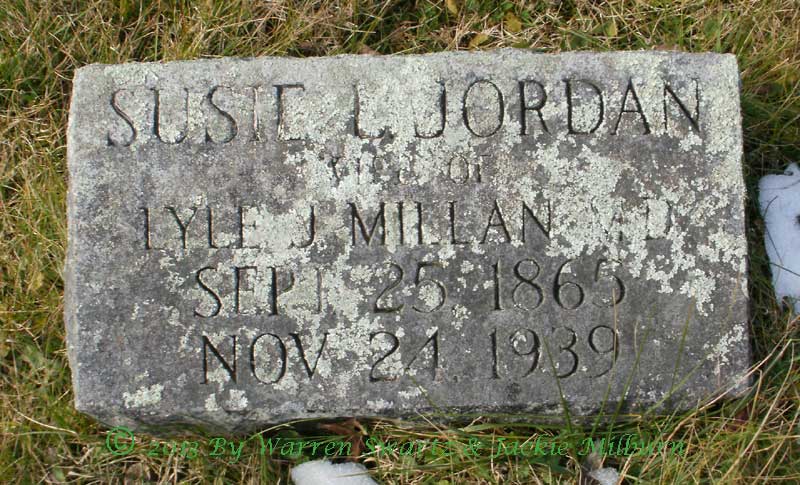 SUSIE L. JORDAN
WIFE OF
LYLE J MILLAN M.D.
SEPT. 25, 1865
NOV. 24, 1939
© 2013 By Warren Swartz & Jackie Milburn